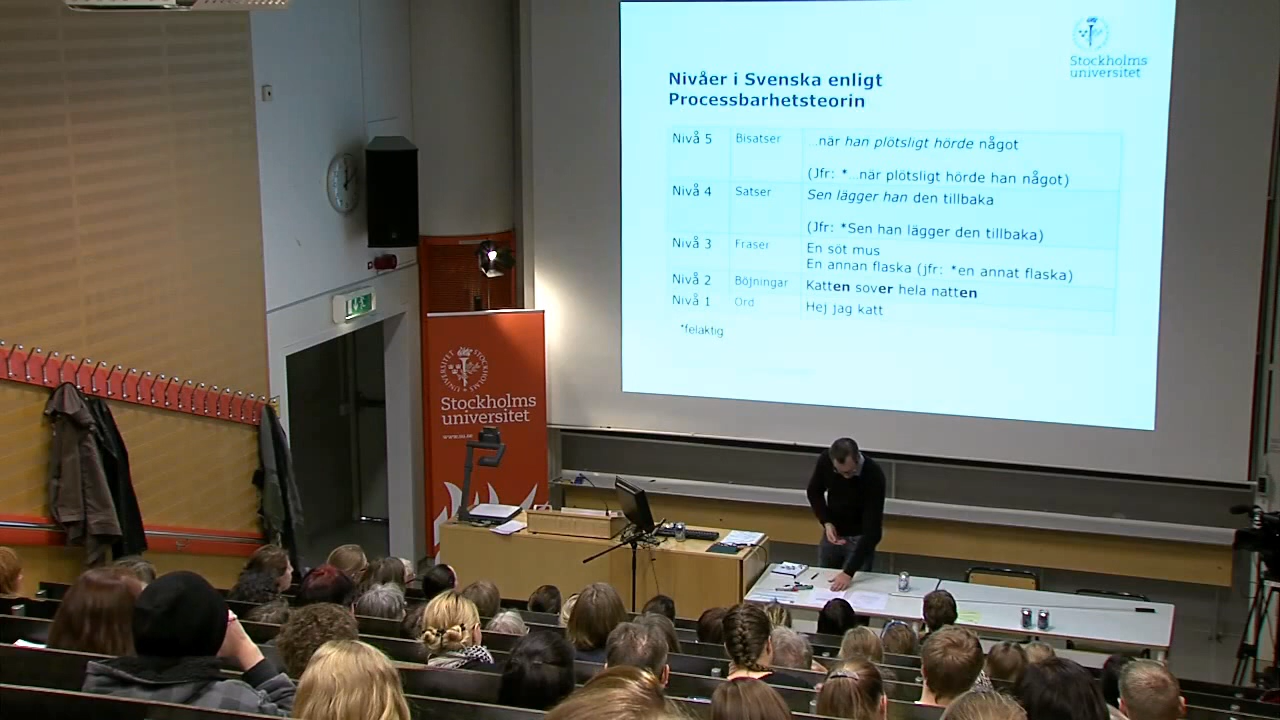 Stockholms
universitet
Nivåer i Svenska enligt
Processbarhetsteorin
Nivå 5 Bisatser …när han plötsligt hörde något
(Jfr: *…när plötsligt hörde han något)
Nivå 4 Satser Sen lägger han den tillbaka
(Jfr: *Sen han lägger den tillbaka)
Nivå 3 Fraser En söt mus
En annan flaska (jfr: *en annat flaska)
Nivå 2 Böjningar Katten sover hela natten
Nivå 1 Ord Hej jag katt
*felaktig
Stockholms
universitet
www.su.se